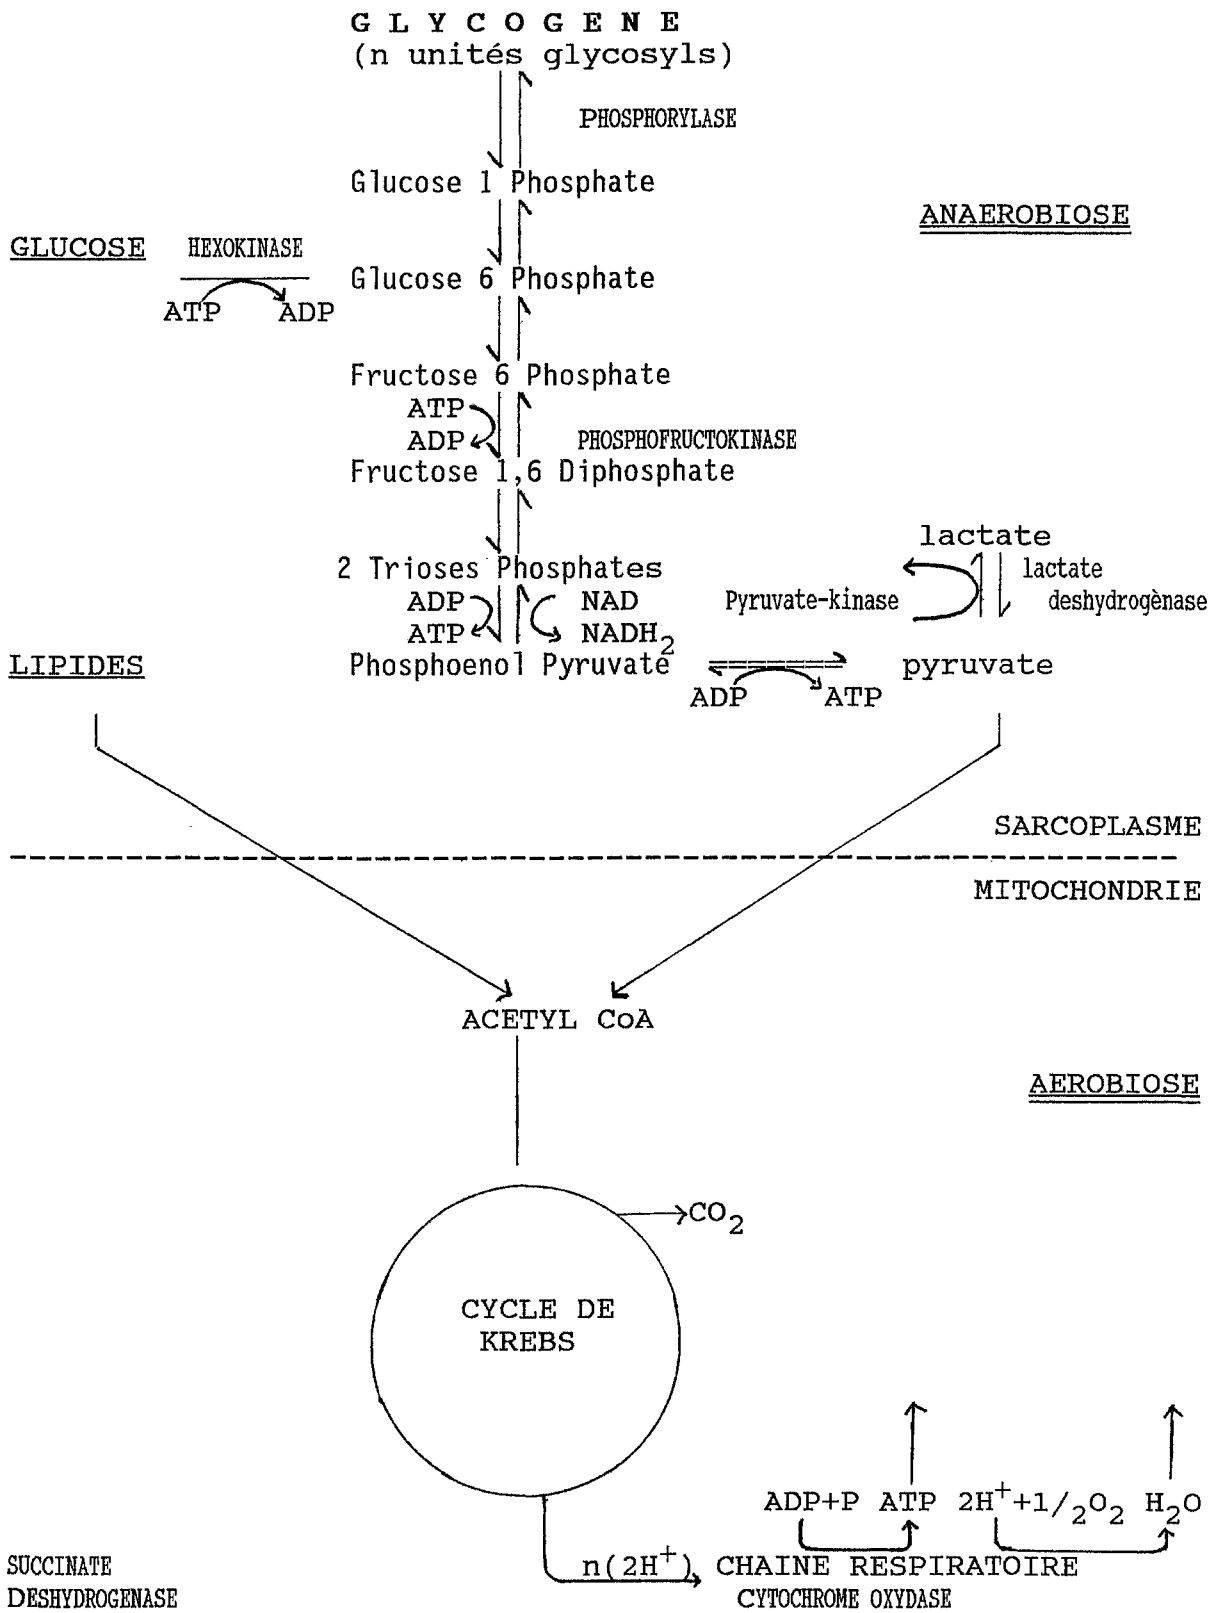 G L Y C O G E N E
(n unités glycosyls)
PHOSPHORYLASE
Glucose 1 Phosphate
ANAEROBIOSE
GLUCOSE HEXOKINASE
Glucose 6 Phosphate
ATP ADP
Fructose 6 Phosphate
ATP
ADP PHOSPHOFRUCTOKINASE
Fructose 1,6 Diphosphate
lactate
2 Trioses Phosphates
lactate
deshydrogènase
ADP NAD
Pyruvate-kinase
ATP NADH2
LIPIDES
Phosphoenol Pyruvate
pyruvate
ADP ATP
SARCOPLASME
MITOCHONDRIE
ACETYL CoA
AEROBIOSE
CO2
CYCLE DE
KREBS
ADP+P ATP 2H+ +1/2O2 H2O
n(2H+) CHAINE RESPIRATOIRE
CYTOCHROME OXYDASE
SUCCINATE
DESHYDROGENASE